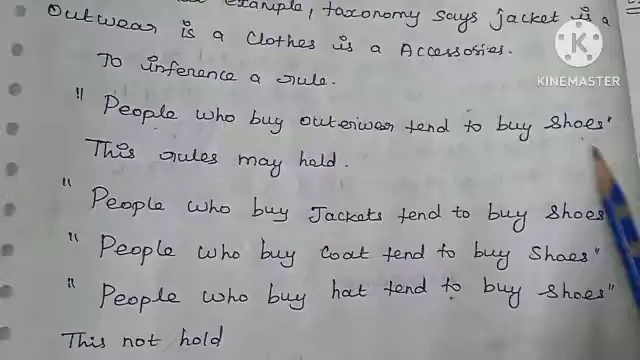 example, taxonomy says jacket is a
Outwear is a Clothes is a Accessories.
To inference a rule.
" People who buy outerwear tend to buy Shoes"
This rules may hold.
" People who buy Jackets tend to buy Shoes
" People who buy Coat tend to buy Shoes"
" People who buy hat tend to buy Shoes"
This not hold
KINEMASTER